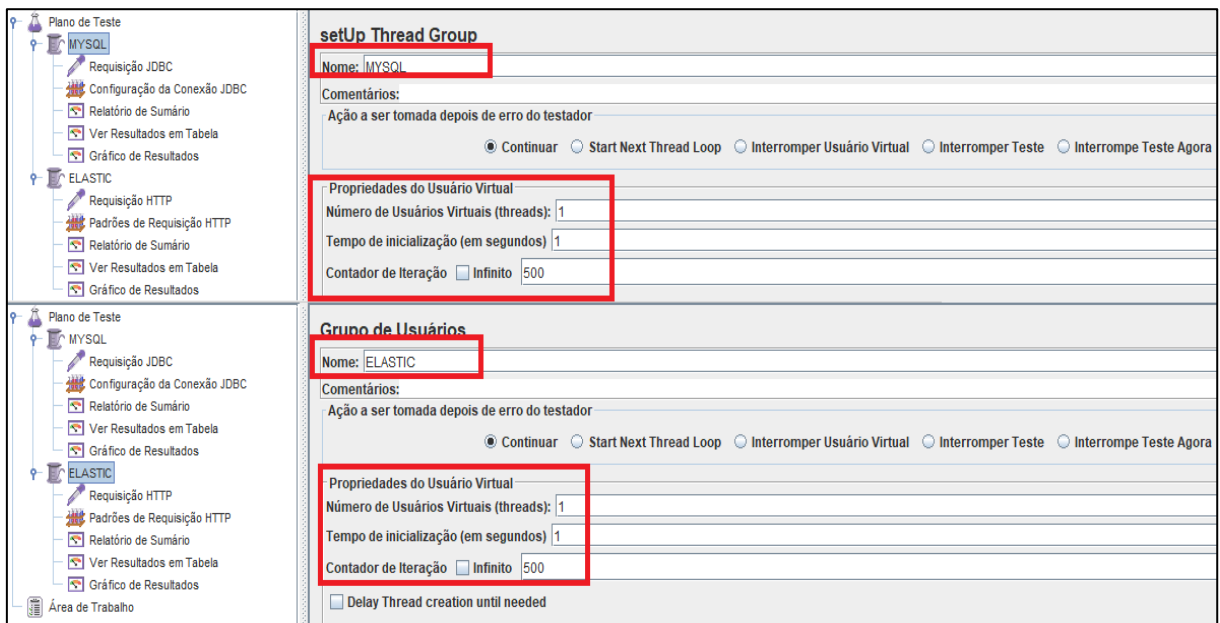 Plano de Teste
MYSQL
Requisição JDBC
Configuração da Conexão JDBC
Relatório de Sumário
Ver Resultados em Tabela
Gráfico de Resultados
ELASTIC
Requisição HTTP
Padrões de Requisição HTTP
Relatório de Sumário
Ver Resultados em Tabela
Gráfico de Resultados
setUp Thread Group
Nome: MYSQL
Comentários:
Ação a ser tomada depois de erro do testador
Continuar Start Next Thread Loop Interromper Usuário Virtual Interromper Teste Interrompe Teste Agora
Propriedades do Usuário Virtual
Número de Usuários Virtuais (threads): 1
Tempo de inicialização (em segundos) 1
Contador de Iteração Infinito 500
Plano de Teste
MYSQL
Requisição JDBC
Configuração da Conexão JDBC
Relatório de Sumário
Ver Resultados em Tabela
Gráfico de Resultados
ELASTIC
Requisição HTTP
Padrões de Requisição HTTP
Relatório de Sumário
Ver Resultados em Tabela
Gráfico de Resultados
Área de Trabalho
Grupo de Usuários
Nome: ELASTIC
Comentários:
Ação a ser tomada depois de erro do testador
Continuar Start Next Thread Loop Interromper Usuário Virtual Interromper Teste Interrompe Teste Agora
Propriedades do Usuário Virtual
Número de Usuários Virtuais (threads): 1
Tempo de inicialização (em segundos) 1
Contador de Iteração Infinito 500
Delay Thread creation until needed